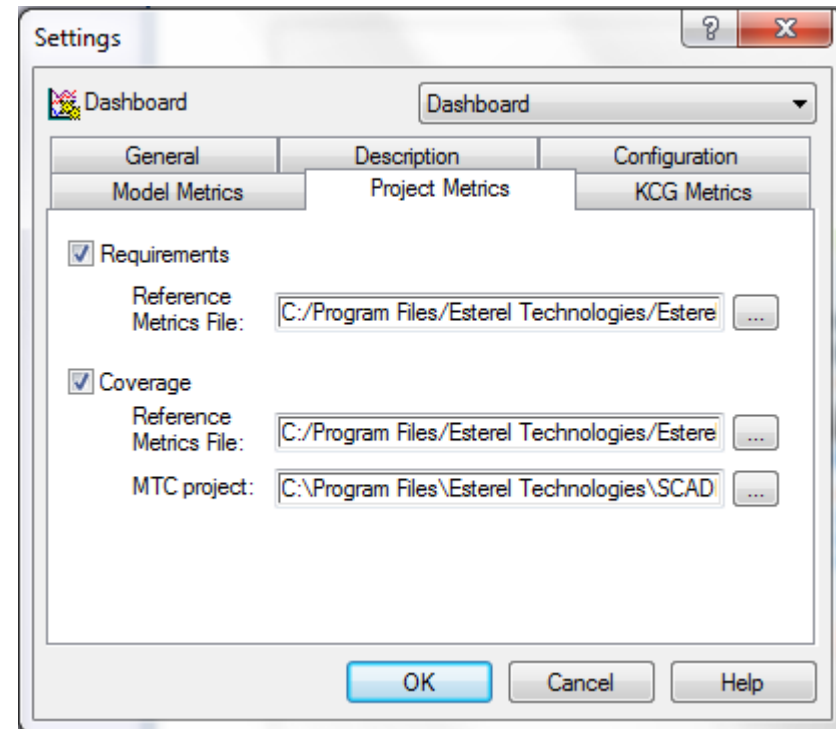 Settings
?
X
Dashboard
Dashboard
General
Description
Configuration
Model Metrics
Project Metrics
KCG Metrics
Requirements
Reference
Metrics File:
C:/Program Files/Esterel Technologies/Estere
...
Coverage
Reference
Metrics File:
C:/Program Files/Esterel Technologies/Estere
...
MTC project:
C:\Program Files\Esterel Technologies\SCAD
...
OK
Cancel
Help